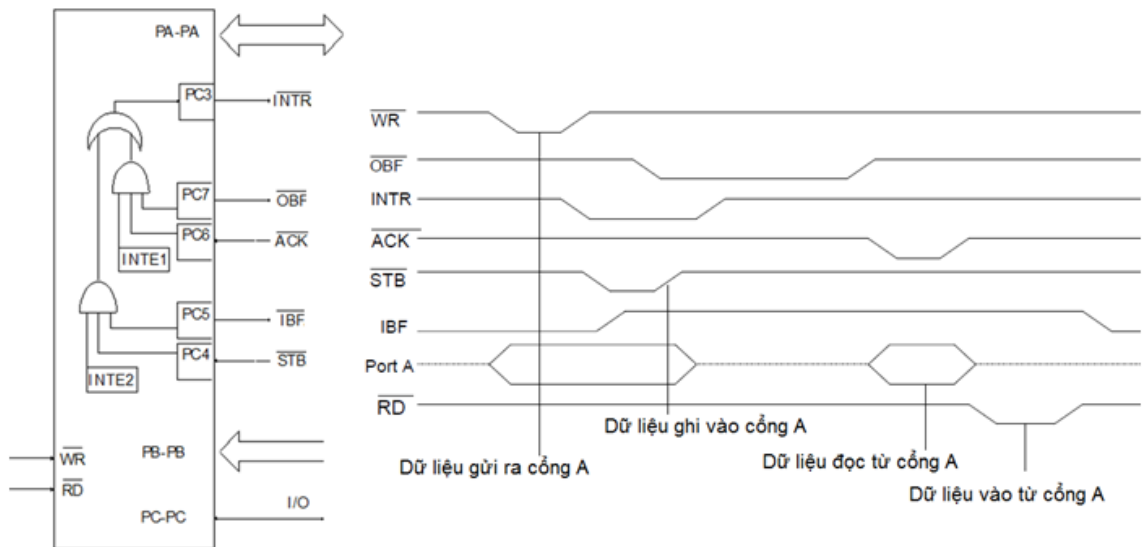 PA-PA
PC3
INTR
PC7
OBF
PC6
ACK
INTE1
PC5
IBF
PC4
STB
INTE2
WR
PB-PB
RD
I/O
PC-PC
WR
OBF
INTR
ACK
STB
IBF
Port A
RD
Dữ liệu ghi vào cổng A
Dữ liệu gửi ra cổng A
Dữ liệu đọc từ cổng A
Dữ liệu vào từ cổng A